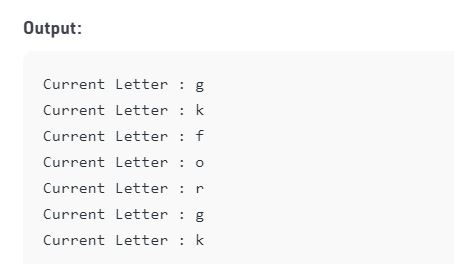 Output:
Current Letter : g
Current Letter : k
Current Letter : f
Current Letter : o
Current Letter : r
Current Letter : g
Current Letter : k